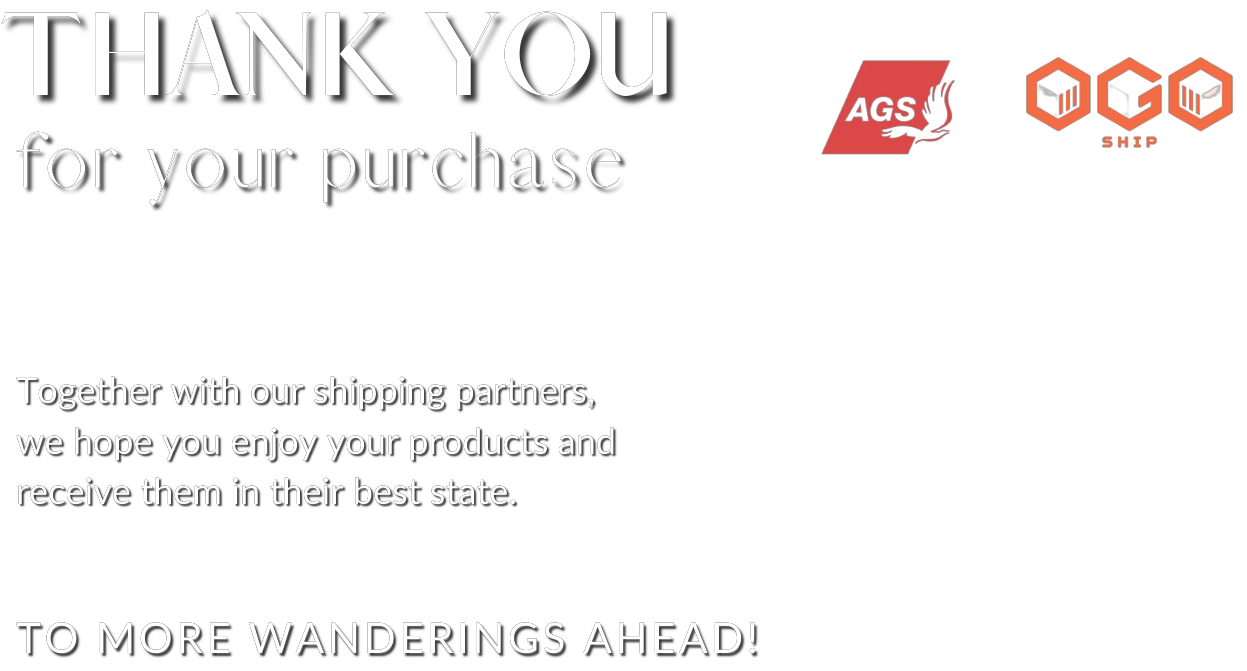 THANK YOU
for your purchase
AGS
OGO
SHIP
Together with our shipping partners,
we hope you enjoy your products and
receive them in their best state.
TO MORE WANDERINGS AHEAD!